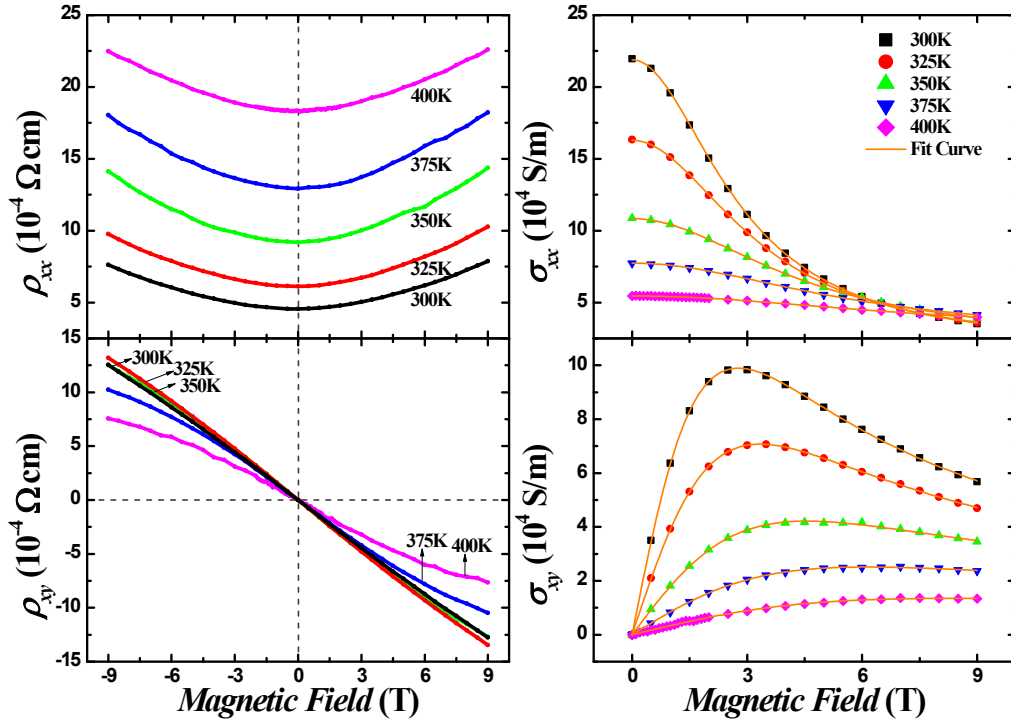 25
20
15
10
5
ρxx (10-4 Ωcm)
400K
375K
350K
325K
300K
15
10
5
0
-5
-10
-15
ρxy (10-4 Ωcm)
300K
325K
350K
375K
400K
-9 -6 -3 0 3 6 9
Magnetic Field (T)
25
20
15
10
5
σxx (104 S/m)
300K
325K
350K
375K
400K
Fit Curve
10
8
6
4
2
0
σxy (104 S/m)
0 3 6 9
Magnetic Field (T)